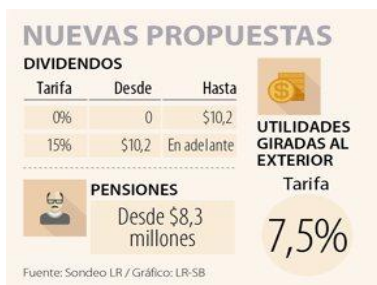 NUEVAS PROPUESTAS
DIVIDENDOS
Tarifa Desde Hasta
0% 0 $10,2
15% $10,2 En adelante
PENSIONES
Desde $8,3
millones
UTILIDADES
GIRADAS AL
EXTERIOR
Tarifa
7,5%
Fuente: Sondeo LR / Gráfico: LR-SB